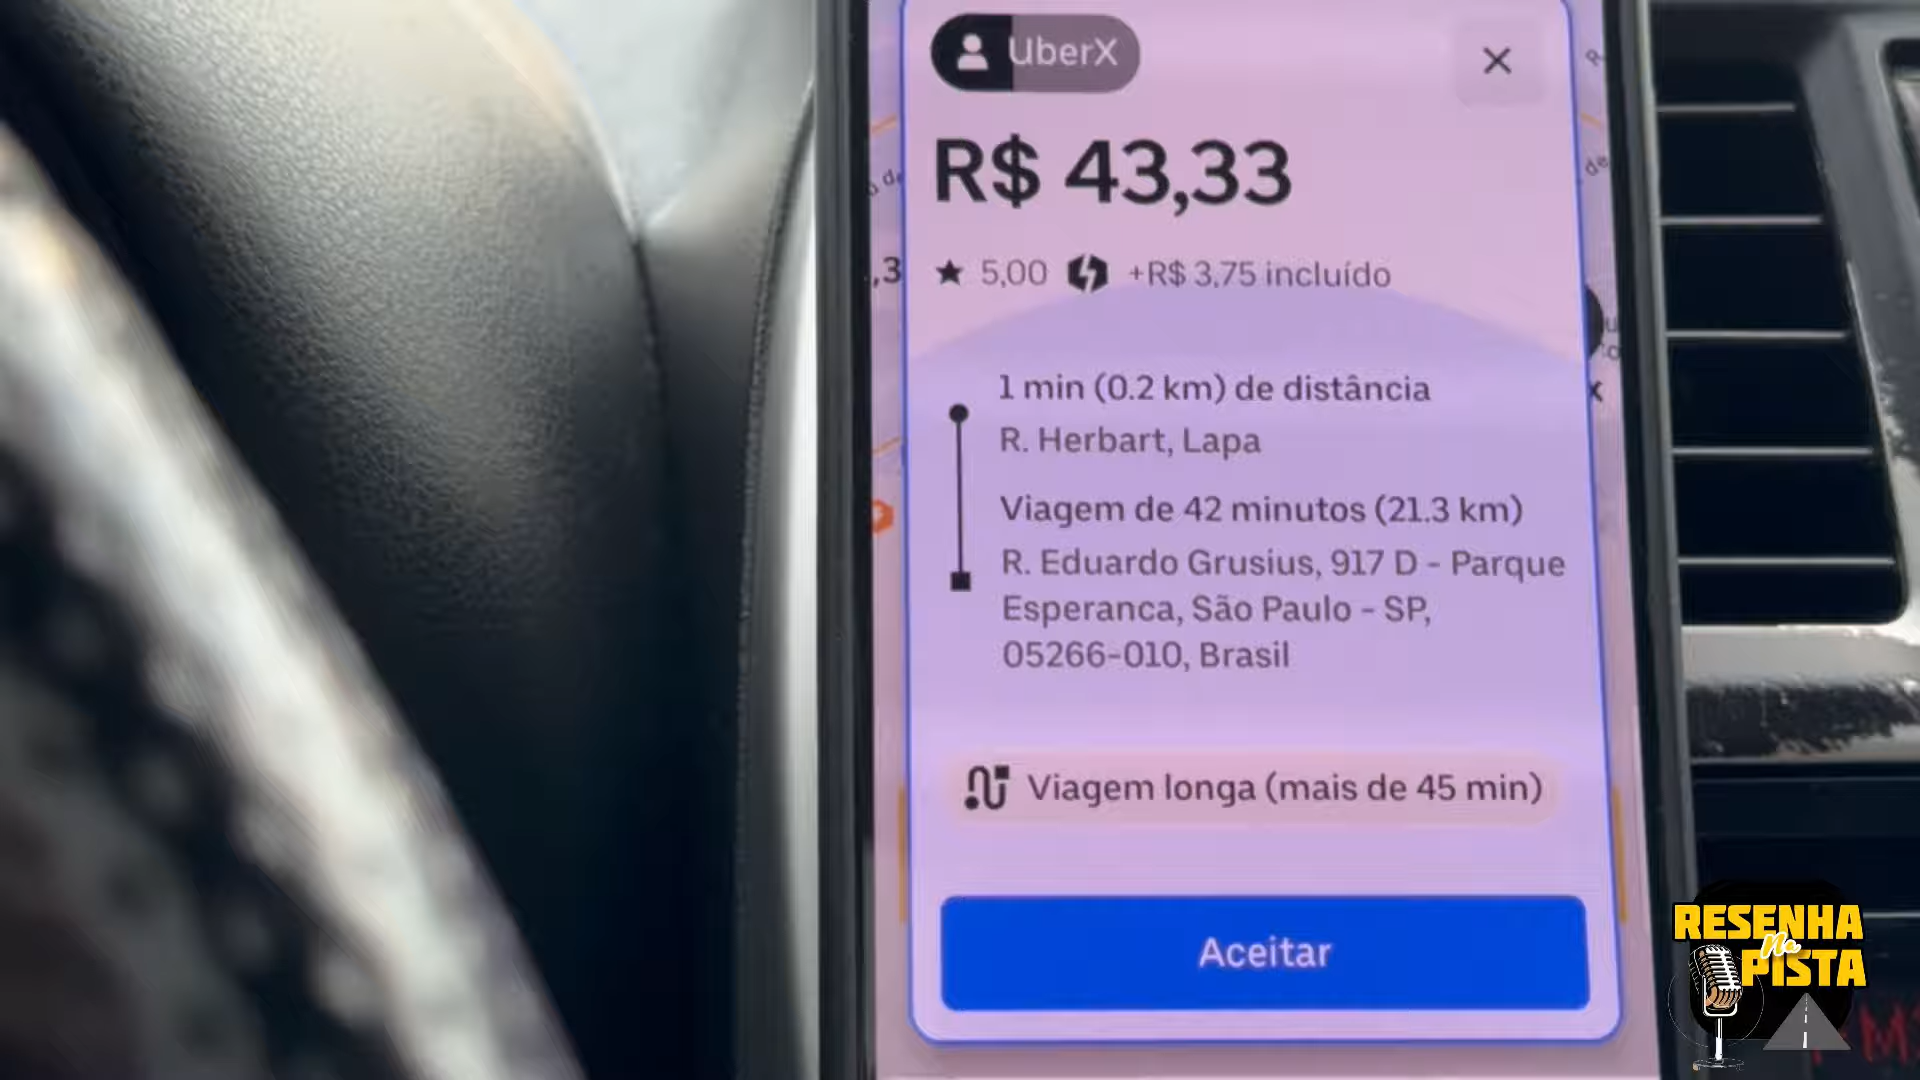 UberX
R$ 43,33
,3
5,00 +R$ 3,75 incluído
1 min (0.2 km) de distância
R. Herbart, Lapa
Viagem de 42 minutos (21.3 km)
R. Eduardo Grusius, 917 D - Parque
Esperanca, São Paulo - SP,
05266-010, Brasil
Viagem longa (mais de 45 min)
Aceitar
RESENHA
Na
PISTA